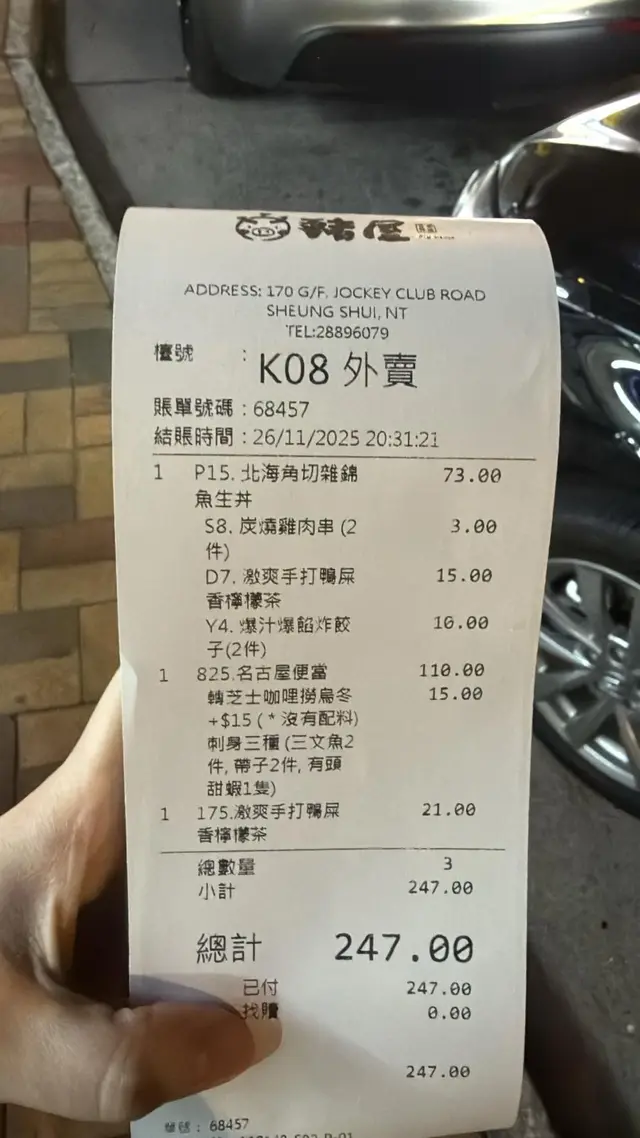 豬屋
ADDRESS: 170 G/F, JOCKEY CLUB ROAD
SHEUNG SHUI, NT
TEL:28896079
檯號 : K08 外賣
賬單號碼 : 68457
結賬時間 : 26/11/2025 20:31:21
1 P15. 北海角切雜錦 73.00
魚生丼
S8. 炭燒雞肉串 (2 3.00
件)
D7. 激爽手打鴨屎 15.00
香檸檬茶
Y4. 爆汁爆餡炸餃 10.00
子(2件)
1 825.名古屋便當 110.00
轉芝士咖哩撈烏冬 15.00
+$15 ( * 沒有配料)
刺身三種 (三文魚2
件, 帶子2件, 有頭
甜蝦1隻)
1 175.激爽手打鴨屎 21.00
香檸檬茶
總數量 3
小計 247.00
總計 247.00
已付 247.00
找贖 0.00
247.00
單號 : 68457